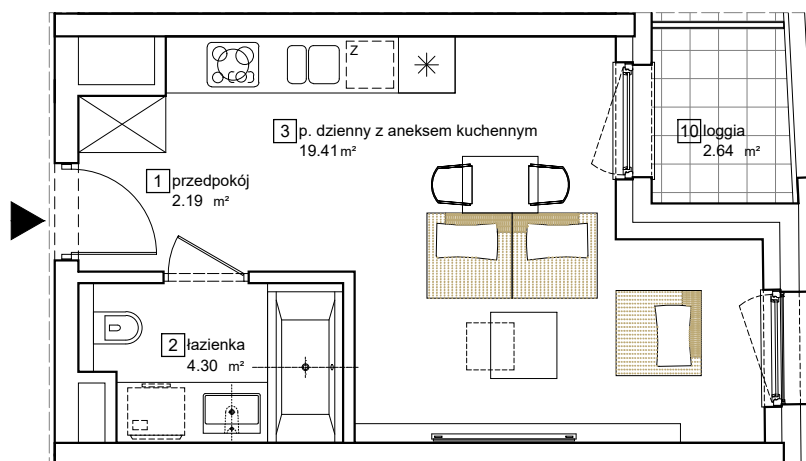 z
3 p. dzienny z aneksem kuchennym
19.41 m²
10 loggia
2.64 m²
1 przedpokój
2.19 m²
2 łazienka
4.30 m²